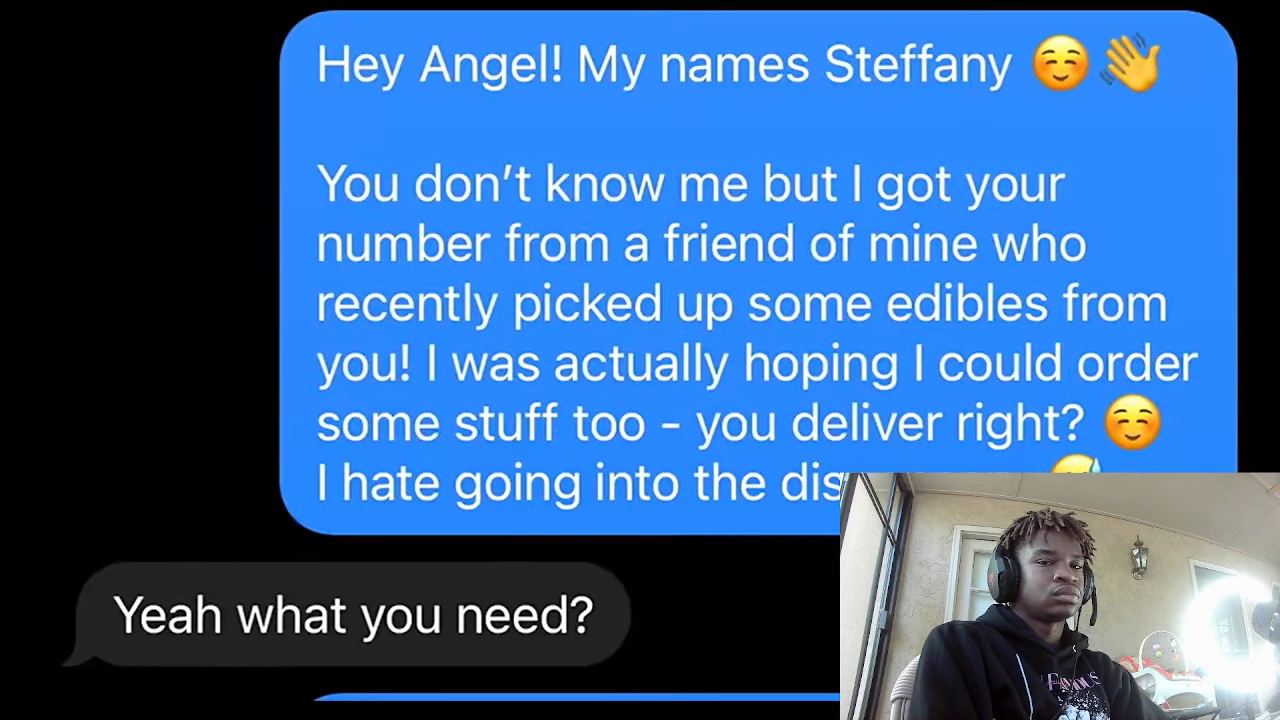 Hey Angel! My names Steffany ☺️👋
You don’t know me but I got your
number from a friend of mine who
recently picked up some edibles from
you! I was actually hoping I could order
some stuff too - you deliver right? ☺️
I hate going into the
Yeah what you need?